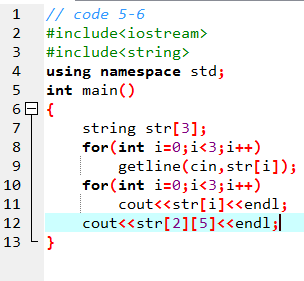 1 // code 5-6
2 #include<iostream>
3 #include<string>
4 using namespace std;
5 int main()
6 {
7 string str[3];
8 for(int i=0;i<3;i++)
9 getline(cin,str[i]);
10 for(int i=0;i<3;i++)
11 cout<<str[i]<<endl;
12 cout<<str[2][5]<<endl;
13 }